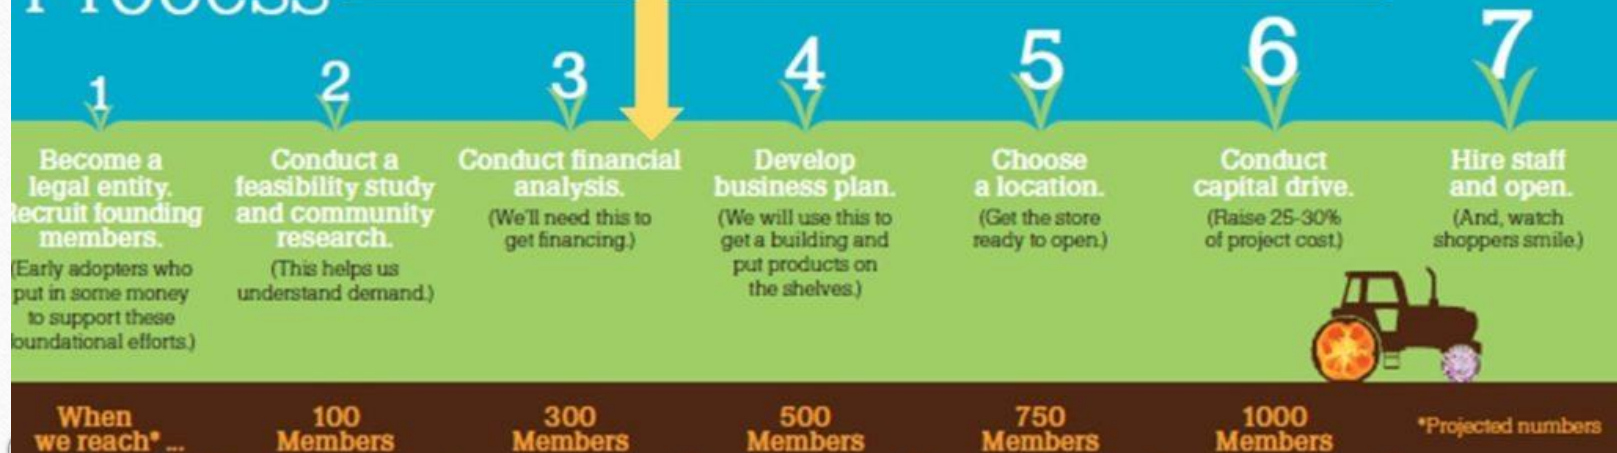 Process
1
2
3
4
5
6
7
Become a
legal entity.
Recruit founding
members.
(Early adopters who
put in some money
to support these
foundational efforts.)
Conduct a
feasibility study
and community
research.
(This helps us
understand demand.)
Conduct financial
analysis.
(We'll need this to
get financing.)
Develop
business plan.
(We will use this to
get a building and
put products on
the shelves.)
Choose
a location.
(Get the store
ready to open.)
Conduct
capital drive.
(Raise 25-30%
of project cost.)
Hire staff
and open.
(And, watch
shoppers smile.)
When
we reach* ...
100
Members
300
Members
500
Members
750
Members
1000
Members
*Projected numbers